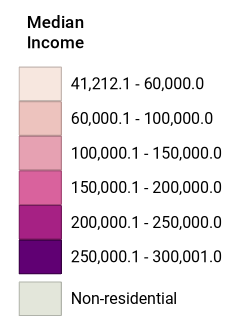 Median
Income
41,212.1 - 60,000.0
60,000.1 - 100,000.0
100,000.1 - 150,000.0
150,000.1 - 200,000.0
200,000.1 - 250,000.0
250,000.1 - 300,001.0
Non-residential